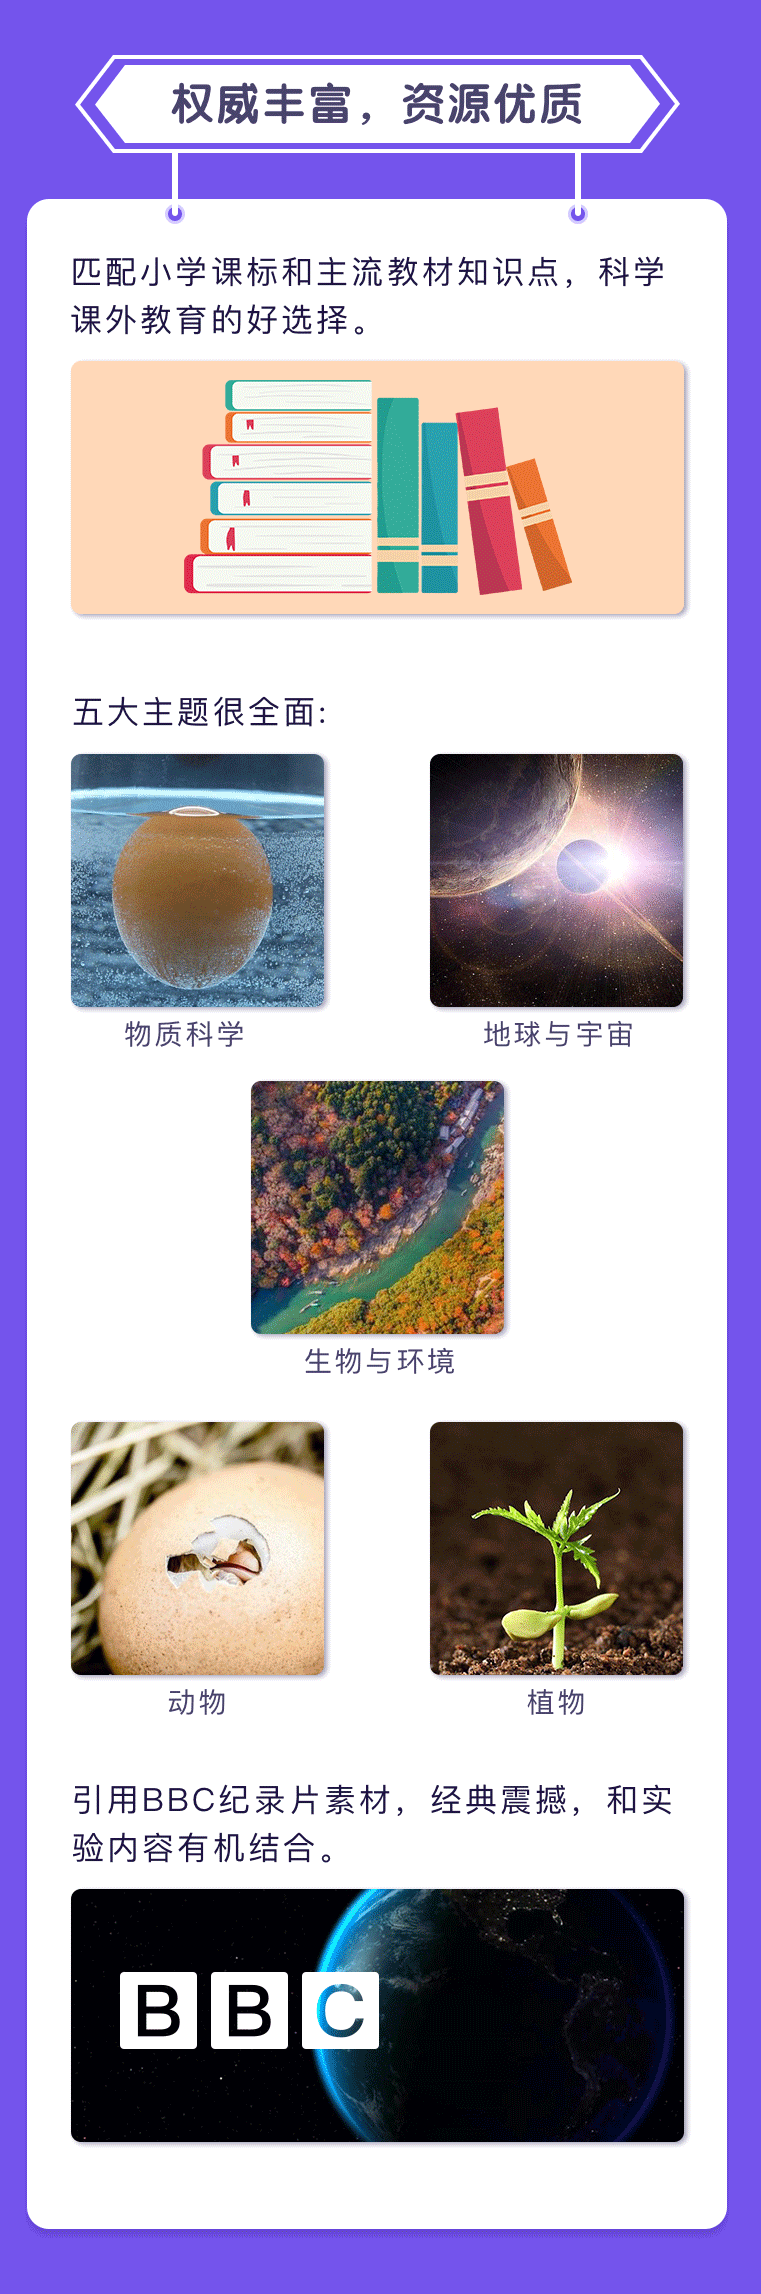 权威丰富，资源优质
匹配小学课标和主流教材知识点，科学
课外教育的好选择。
五大主题很全面:
物质科学
地球与宇宙
生物与环境
动物
植物
引用BBC纪录片素材，经典震撼，和实
验内容有机结合。
BBC